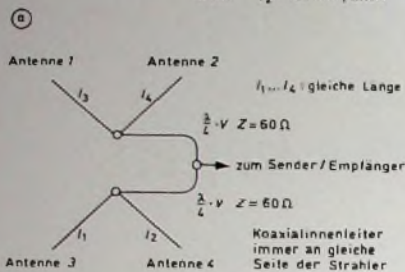 ⓐ
Antenne 1
Antenne 2
l₃
l₄
l₁...l₄ : gleiche Länge
λ/4 · V Z = 60 Ω
zum Sender/Empfänger
λ/4 · V Z = 60 Ω
l₁
l₂
Antenne 3
Antenne 4
Koaxialinnenleiter
immer an gleiche
Seite der Strahler